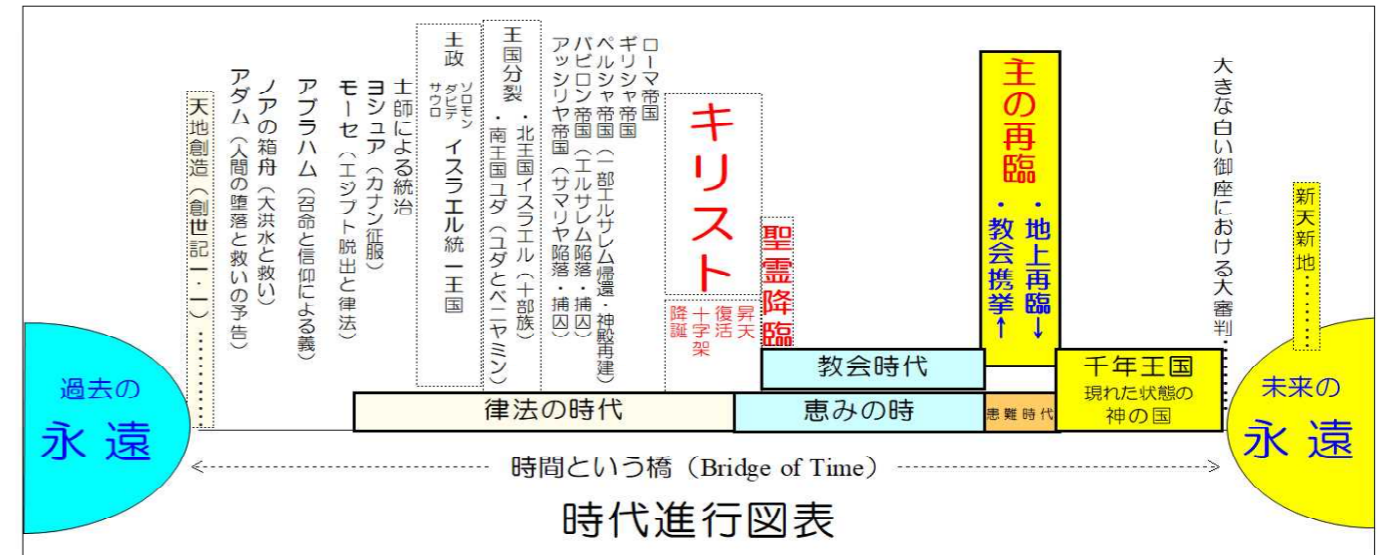 過去の
永遠
天地創造（創世記一・一）………
アダム（人間の堕落と救いの予告）
ノアの箱舟（大洪水と救い）
アブラハム（召命と信仰による義）
モーセ（エジプト脱出と律法）
ヨシュア（カナン征服）
士師による統治
王政
サウロ
ダビデ
ソロモン
イスラエル統一王国
王国分裂
・南王国ユダ（ユダとベニヤミン）
・北王国イスラエル（十部族）
アッシリヤ帝国（サマリヤ陥落・捕囚）
バビロン帝国（エルサレム陥落・捕囚）
ペルシャ帝国（一部エルサレム帰還・神殿再建）
ギリシャ帝国
ローマ帝国
キリスト
降誕
十字架
復活
昇天
聖霊降臨
主の再臨
・教会携挙↑
・地上再臨↓
大きな白い御座における大審判……
新天新地………
教会時代
律法の時代
恵みの時
患難時代
千年王国
現れた状態の
神の国
未来の
永遠
時間という橋（Bridge of Time）
時代進行図表